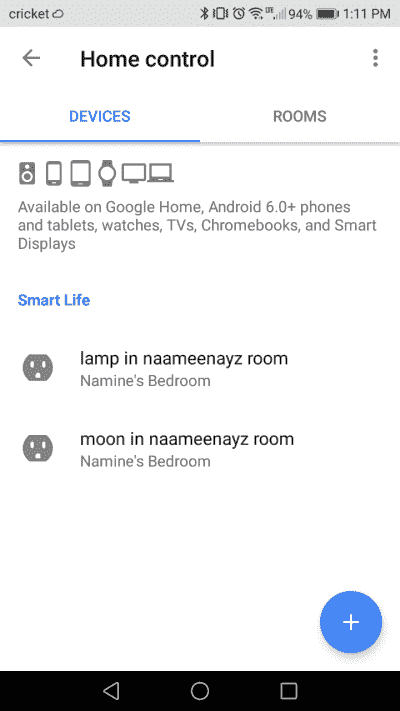 cricket LTE 94% 1:11 PM
Home control
DEVICES ROOMS
Available on Google Home, Android 6.0+ phones
and tablets, watches, TVs, Chromebooks, and Smart
Displays
Smart Life
lamp in naameenayz room
Namine's Bedroom
moon in naameenayz room
Namine's Bedroom